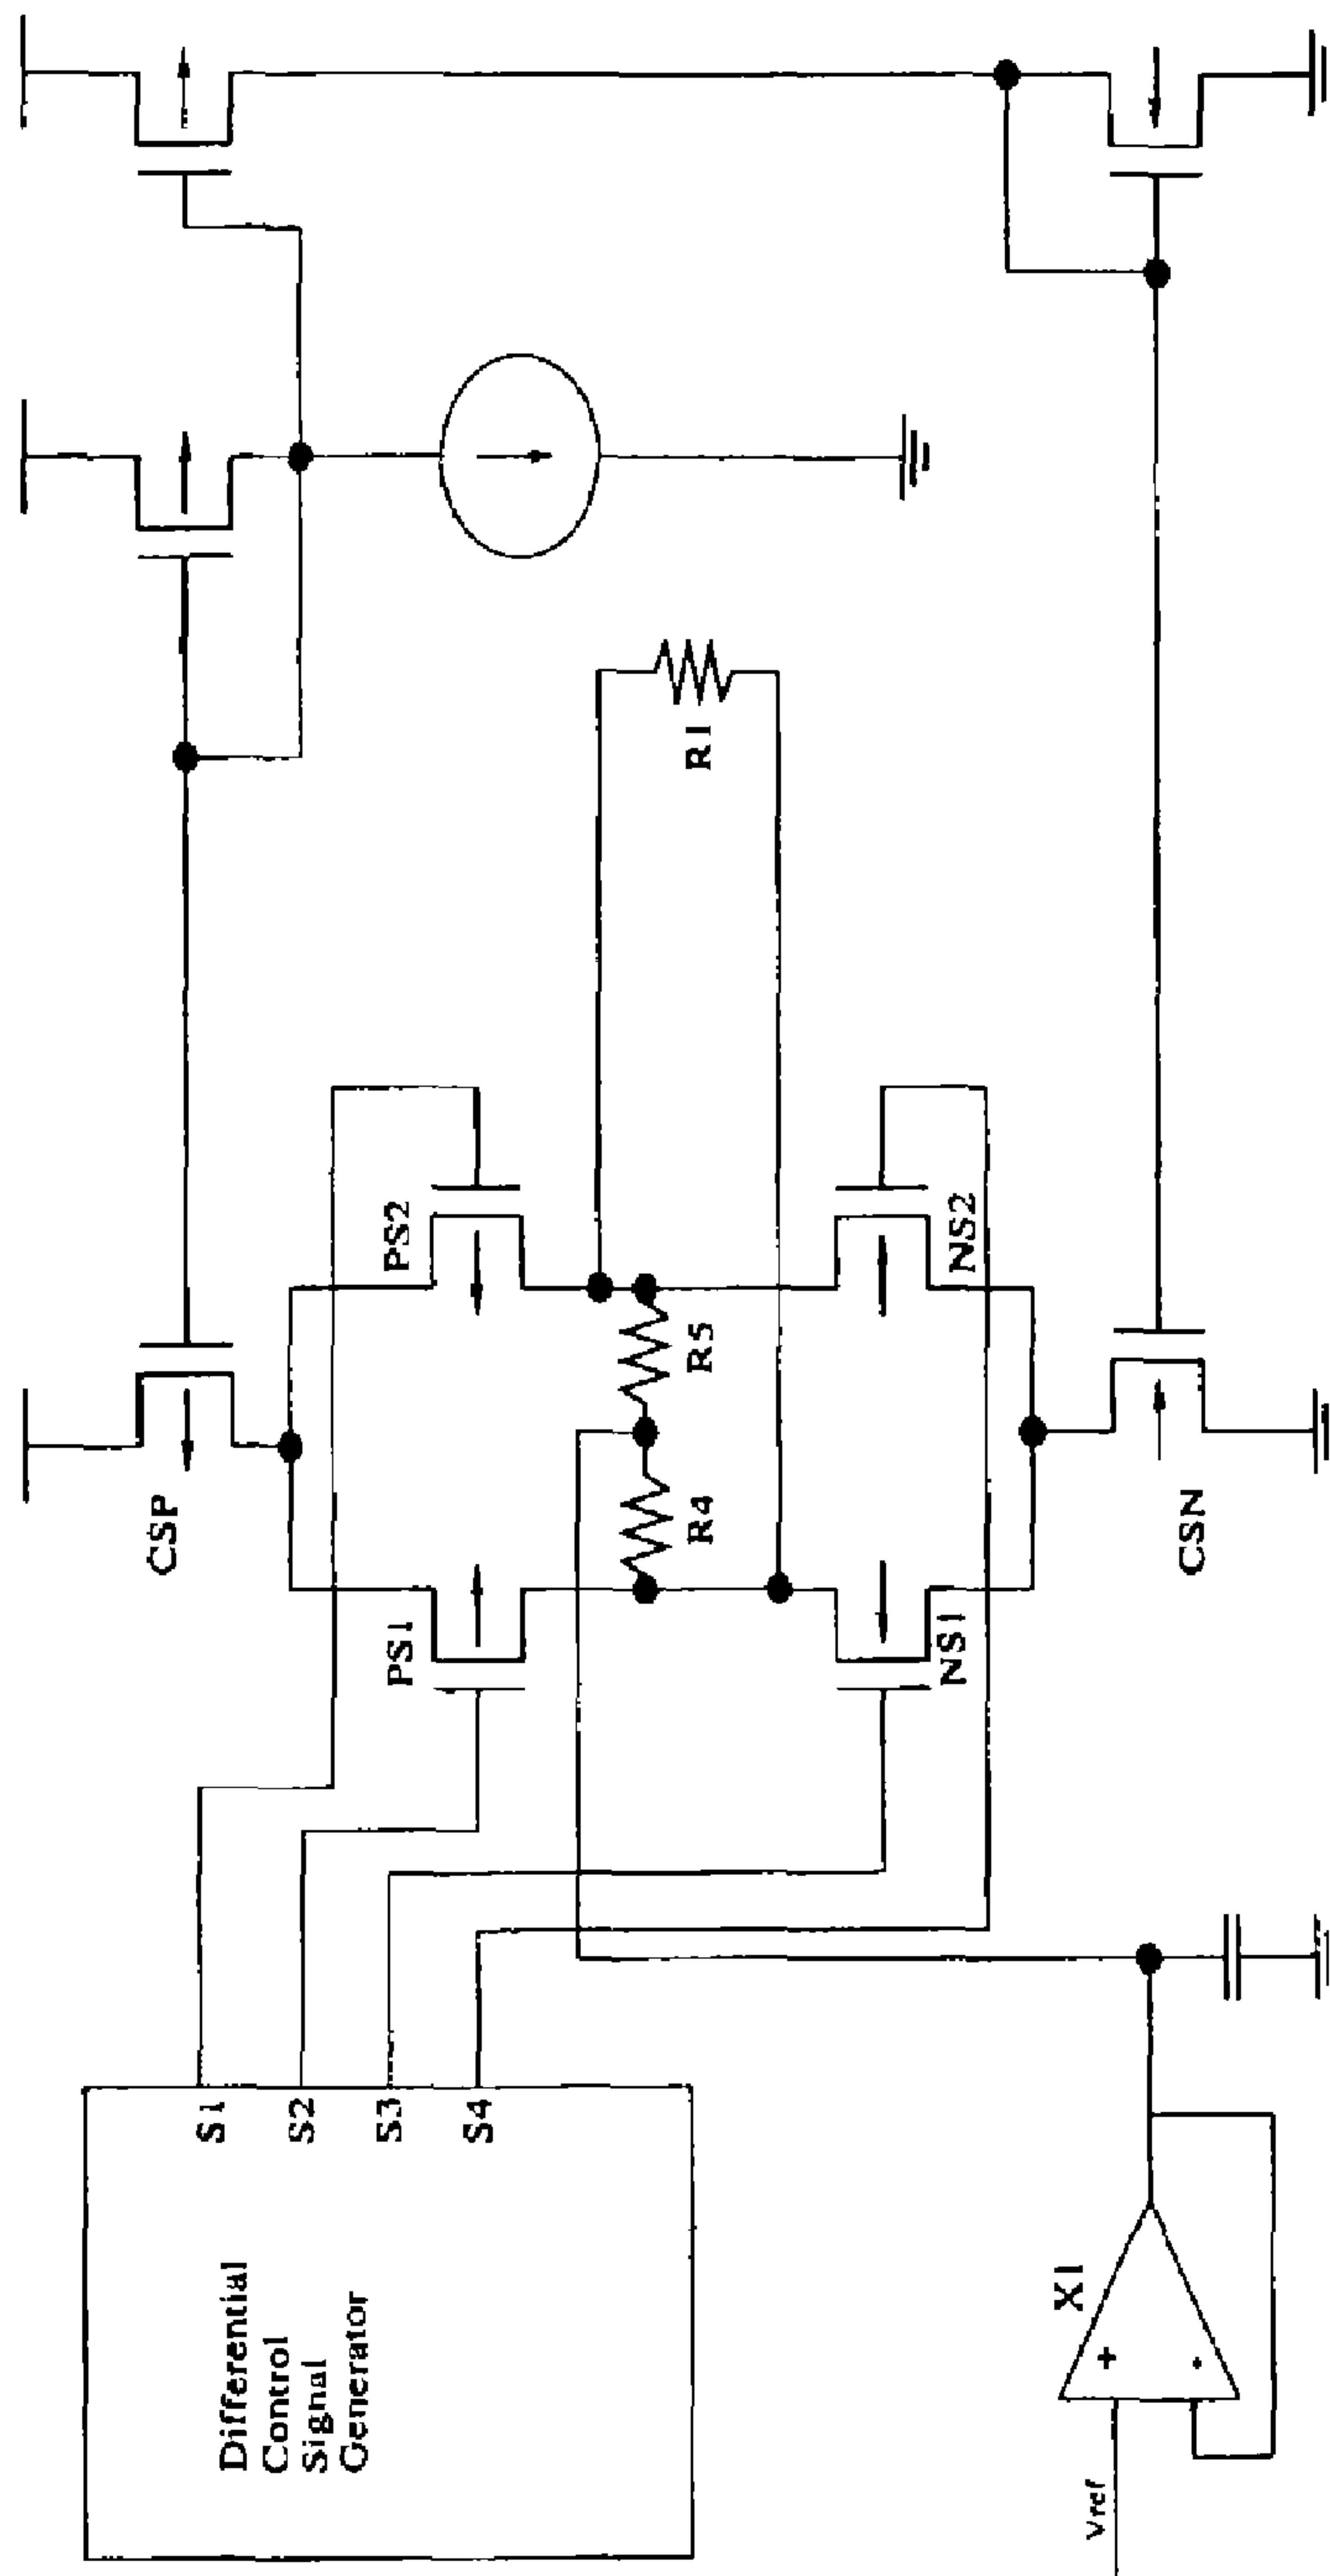 Differential
Control
Signal
Generator
S1
S2
S3
S4
Vref
X1
+
-
CSP
PS1
PS2
R4
R5
R1
NS1
NS2
CSN